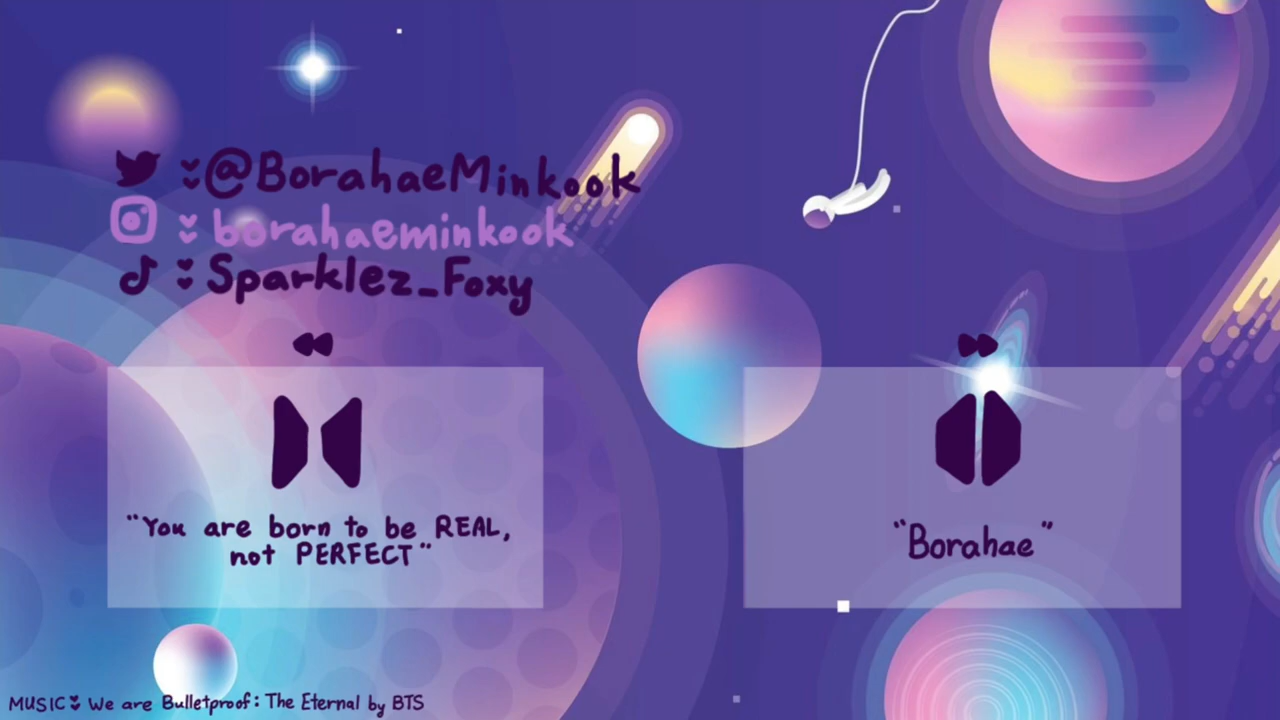 @BorahaeMinkook
borahaeminkook
Sparklez_Foxy
"You are born to be REAL,
not PERFECT"
"Borahae"
MUSIC: We are Bulletproof: The Eternal by BTS